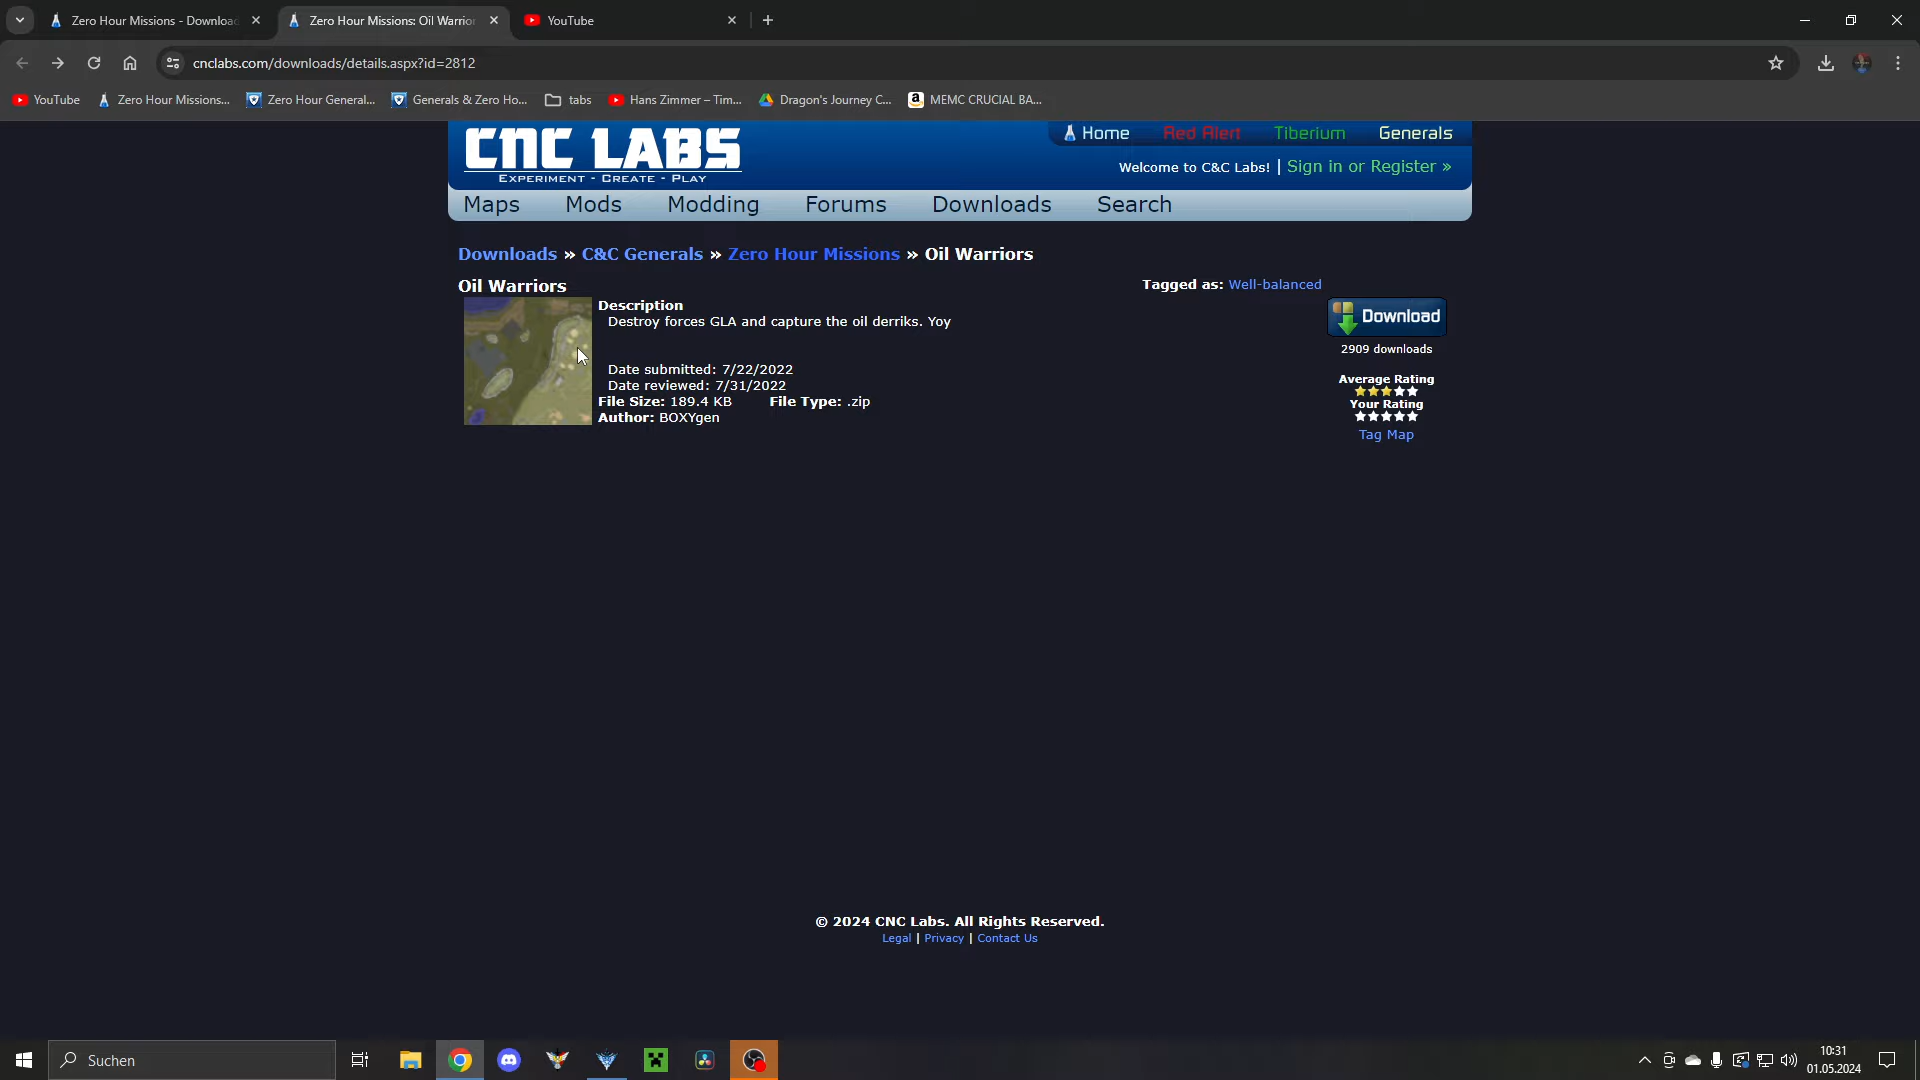 Zero Hour Missions - Downloa
Zero Hour Missions: Oil Warrior
YouTube
cnclabs.com/downloads/details.aspx?id=2812
YouTube
Zero Hour Missions...
Zero Hour General...
Generals & Zero Ho...
tabs
Hans Zimmer – Tim...
Dragon's Journey C...
MEMC CRUCIAL BA...
CNC LABS
EXPERIMENT - CREATE - PLAY
Home Red Alert Tiberium Generals
Welcome to C&C Labs! | Sign in or Register »
Maps Mods Modding Forums Downloads Search
Downloads » C&C Generals » Zero Hour Missions » Oil Warriors
Oil Warriors
Tagged as: Well-balanced
Description
Destroy forces GLA and capture the oil derriks. Yoy
Date submitted: 7/22/2022
Date reviewed: 7/31/2022
File Size: 189.4 KB File Type: .zip
Author: BOXYgen
Download
2909 downloads
Average Rating
Your Rating
Tag Map
© 2024 CNC Labs. All Rights Reserved.
Legal | Privacy | Contact Us
Suchen
10:31
01.05.2024